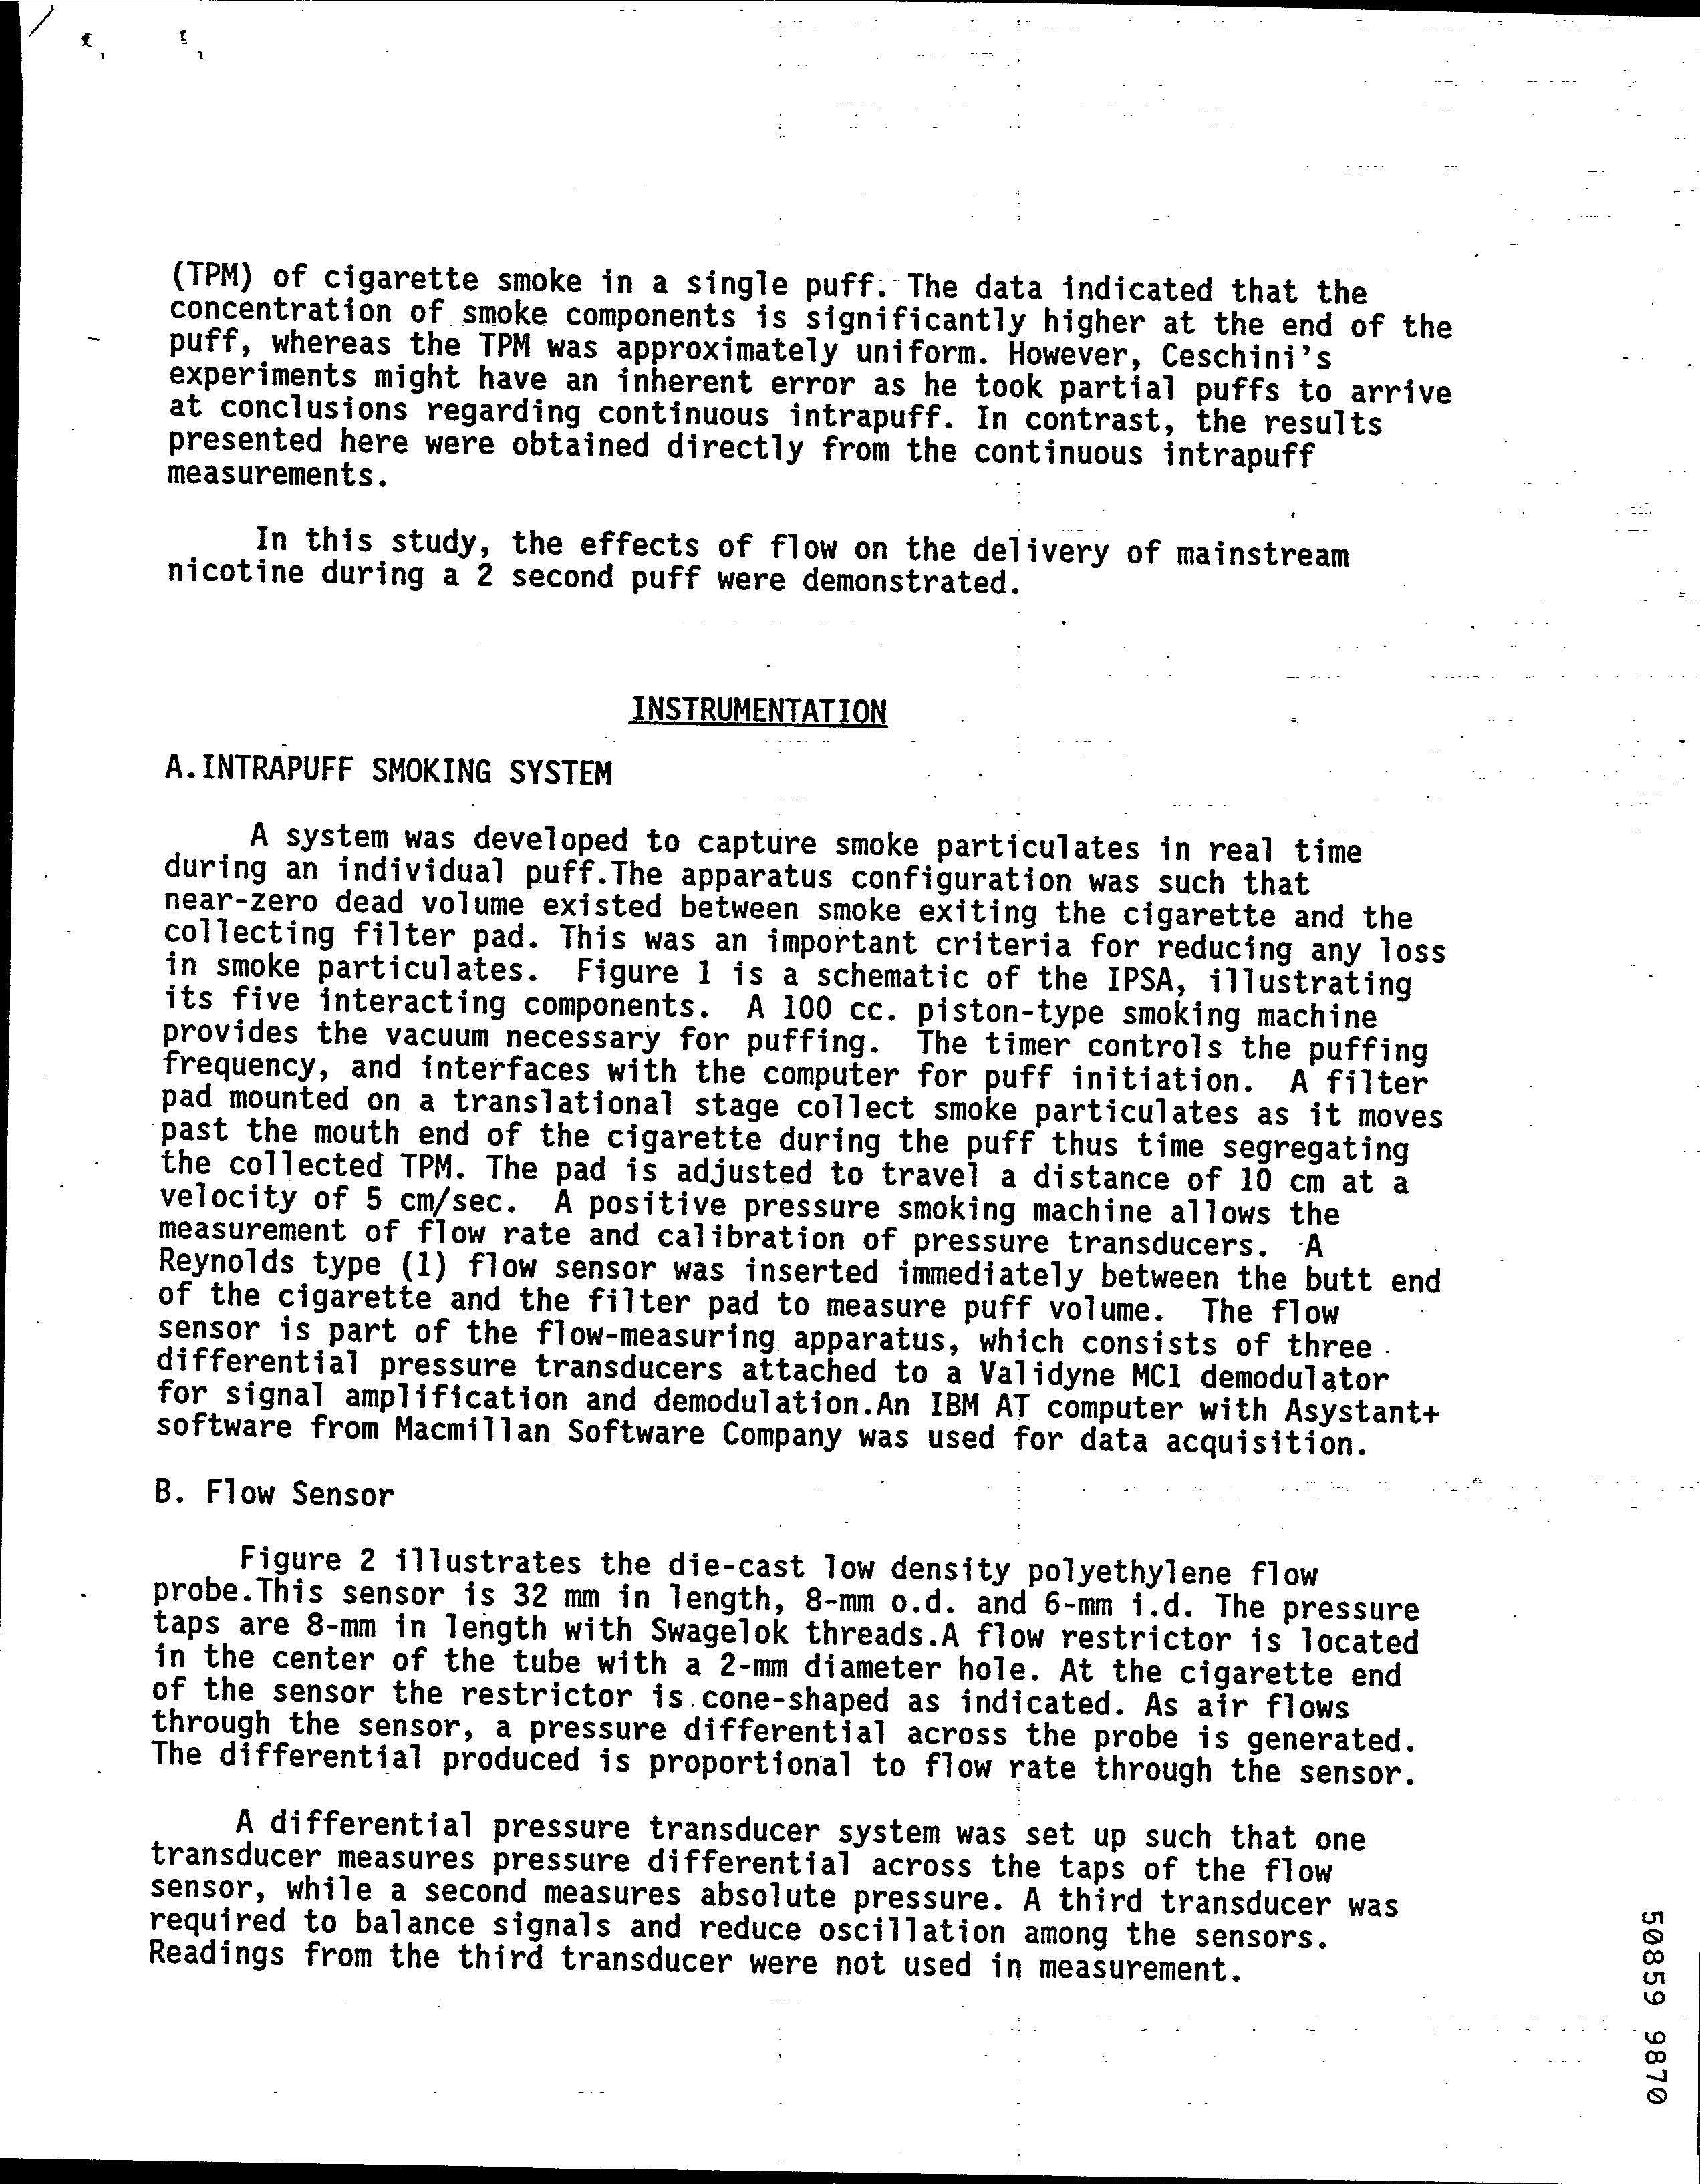 (TPM) of cigarette smoke in a single puff. The data indicated that the
concentration of smoke components is significantly higher at the end of the
puff, whereas the TPM was approximately uniform. However, Ceschini's
experiments might have an inherent error as he took partial puffs to arrive
at conclusions regarding continuous intrapuff. In contrast, the results
presented here were obtained directly from the continuous intrapuff
measurements.
In this study, the effects of flow on the delivery of mainstream
nicotine during a 2 second puff were demonstrated.
INSTRUMENTATION
A.INTRAPUFF SMOKING SYSTEM
A system was developed to capture smoke particulates in real time
during an individual puff.The apparatus configuration was such that
near-zero dead volume existed between smoke exiting the cigarette and the
collecting filter pad. This was an important criteria for reducing any loss
in smoke particulates. Figure 1 is a schematic of the IPSA, illustrating
its five interacting components. A 100 cc. piston-type smoking machine
provides the vacuum necessary for puffing. The timer controls the puffing
frequency, and interfaces with the computer for puff initiation. A filter
pad mounted on a translational stage collect smoke particulates as it moves
past the mouth end of the cigarette during the puff thus time segregating
the collected TPM. The pad is adjusted to travel a distance of 10 cm at a
velocity of 5 cm/sec. A positive pressure smoking machine allows the
measurement of flow rate and calibration of pressure transducers. A
Reynolds type (1) flow sensor was inserted immediately between the butt end
of the cigarette and the filter pad to measure puff volume. The flow
sensor is part of the flow-measuring apparatus, which consists of three
differential pressure transducers attached to a Validyne MC1 demodulator
for signal amplification and demodulation.An IBM AT computer with Asystant+
software from Macmillan Software Company was used for data acquisition.
B. Flow Sensor
Figure 2 illustrates the die-cast low density polyethylene flow
probe.This sensor is 32 mm in length, 8-mm o.d. and 6-mm i.d. The pressure
taps are 8-mm in length with Swagelok threads.A flow restrictor is located
in the center of the tube with a 2-mm diameter hole. At the cigarette end
of the sensor the restrictor is cone-shaped as indicated. As air flows
through the sensor, a pressure differential across the probe is generated.
The differential produced is proportional to flow rate through the sensor.
A differential pressure transducer system was set up such that one
transducer measures pressure differential across the taps of the flow
sensor, while a second measures absolute pressure. A third transducer was
required to balance signals and reduce oscillation among the sensors.
Readings from the third transducer were not used in measurement.
50859 9870